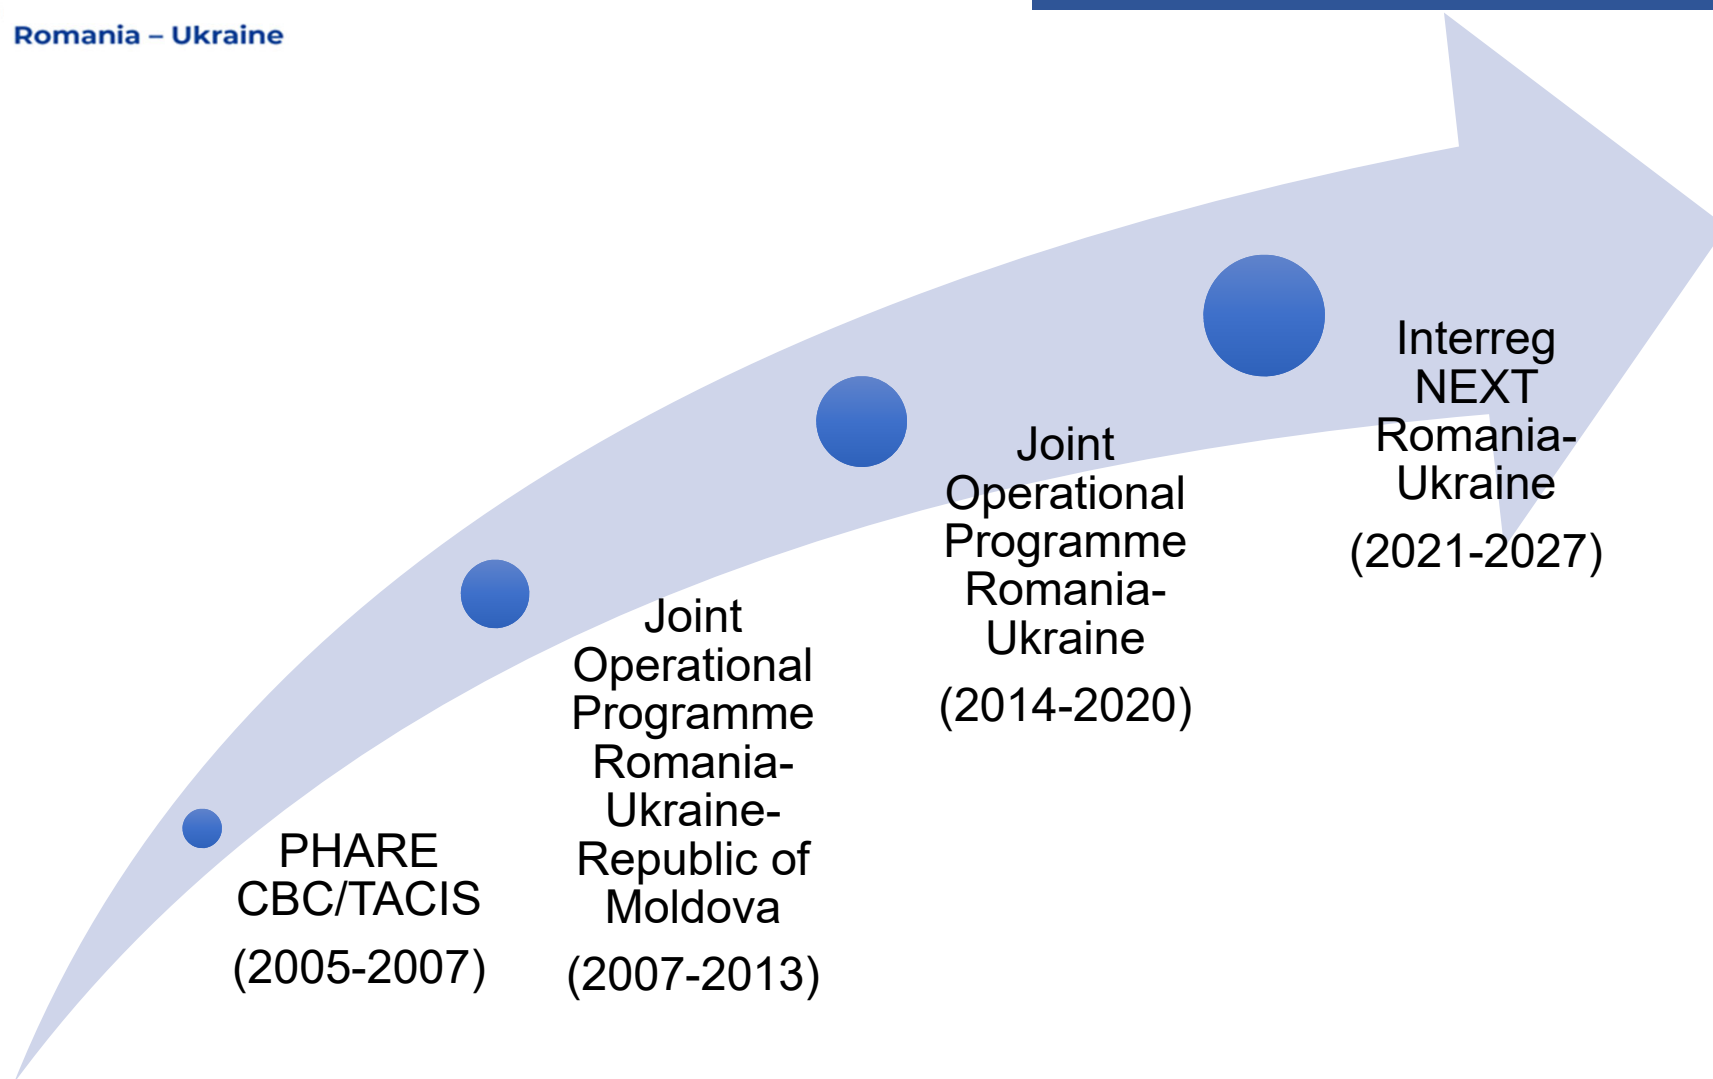 Romania – Ukraine
PHARE
CBC/TACIS
(2005-2007)
Joint
Operational
Programme
Romania-
Ukraine-
Republic of
Moldova
(2007-2013)
Joint
Operational
Programme
Romania-
Ukraine
(2014-2020)
Interreg
NEXT
Romania-
Ukraine
(2021-2027)